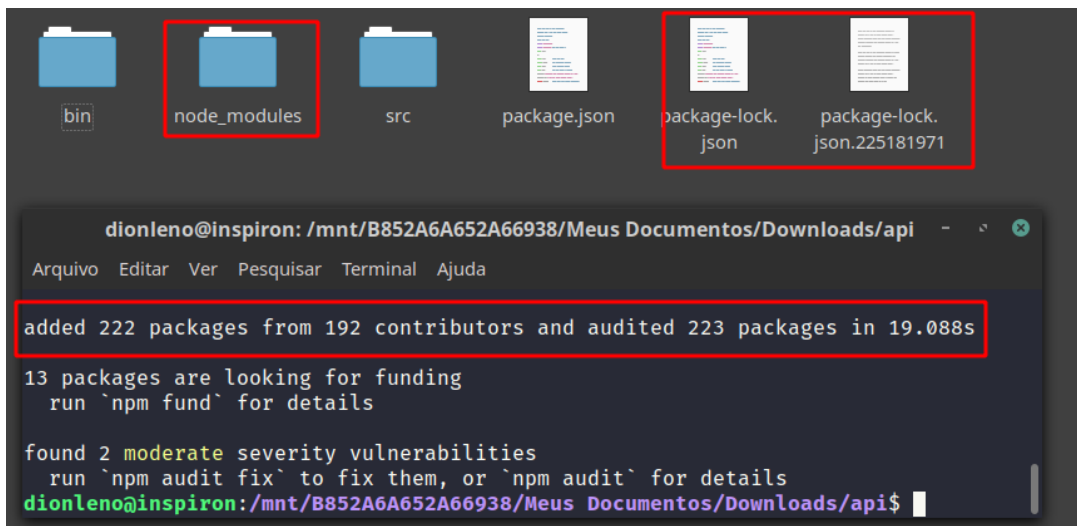 bin
node_modules
src
package.json
package-lock.
json
package-lock.
json.225181971
dionleno@inspiron: /mnt/B852A6A652A66938/Meus Documentos/Downloads/api
Arquivo Editar Ver Pesquisar Terminal Ajuda
added 222 packages from 192 contributors and audited 223 packages in 19.088s
13 packages are looking for funding
run `npm fund` for details
found 2 moderate severity vulnerabilities
run `npm audit fix` to fix them, or `npm audit` for details
dionleno@inspiron:/mnt/B852A6A652A66938/Meus Documentos/Downloads/api$